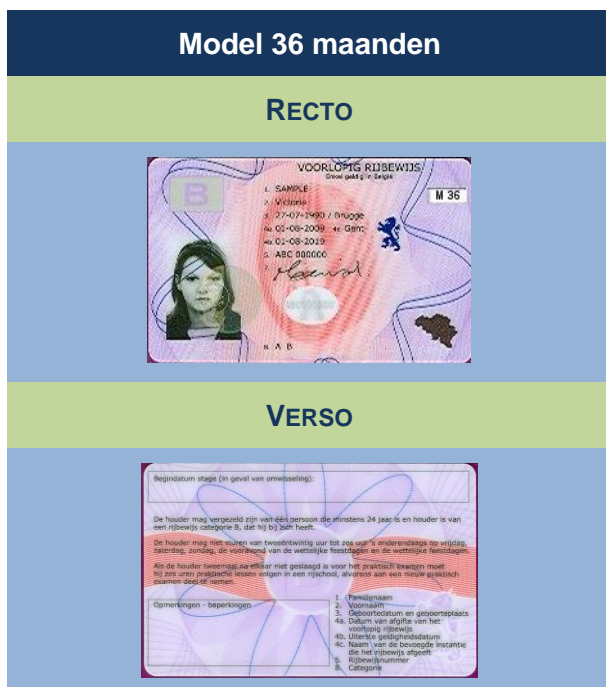 Model 36 maanden
RECTO
VOORLOPIG RIJBEWIJS
Enkel geldig in België
B
M 36
1. SAMPLE
2. Victoria
3. 27-07-1990 / Brugge
4a. 01-08-2009 4c Gent
4b. 01-08-2019
5. ABC 000000
7.
8. A B
VERSO
Begindatum stage (in geval van omwisseling):
De houder mag vergezeld zijn van één persoon die minstens 24 jaar is en houder is van
een rijbewijs categorie B, dat hij bij zich heeft.
De houder mag niet sturen van tweeëntwintig uur tot zes uur 's anderendaags op vrijdag,
zaterdag, zondag, de vooravond van de wettelijke feestdagen en de wettelijke feestdagen.
Als de houder tweemaal na elkaar niet geslaagd is voor het praktisch examen moet
hij zes uren praktische lessen volgen in een rijschool, alvorens aan een nieuw praktisch
examen deel te nemen.
Opmerkingen - beperkingen
1. Familienaam
2. Voornaam
3. Geboortedatum en geboorteplaats
4a. Datum van afgifte van het
voorlopig rijbewijs
4b. Uiterste geldigheidsdatum
4c. Naam van de bevoegde instantie
die het rijbewijs afgeeft
5. Rijbewijsnummer
8. Categorie